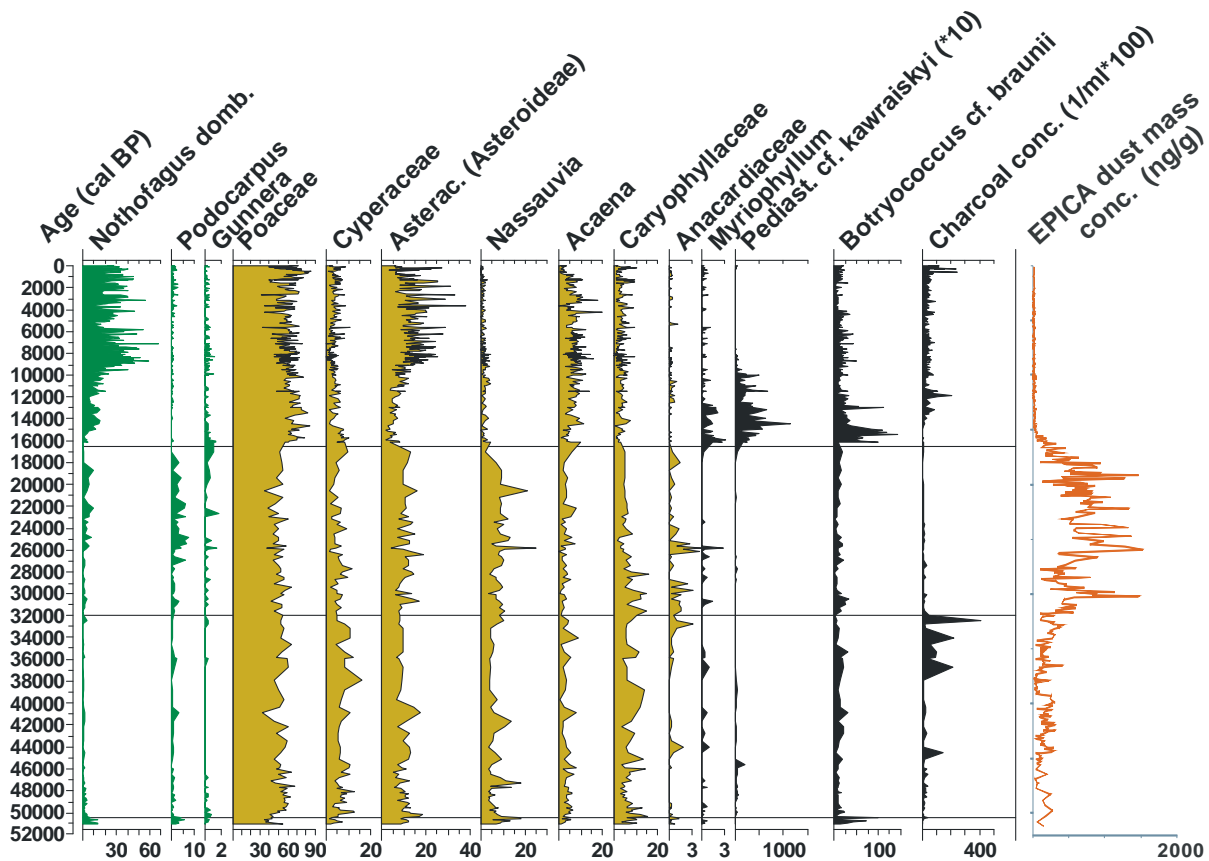 Age (cal BP)
Nothofagus domb.
Podocarpus
Gunnera
Poaceae
Cyperaceae
Asterac. (Asteroideae)
Nassauvia
Acaena
Caryophyllaceae
Anacardiaceae
Myriophyllum
Pediast. cf. kawraiskyi (*10)
Botryococcus cf. braunii
Charcoal conc. (1/ml*100)
EPICA dust mass
conc. (ng/g)
0
2000
4000
6000
8000
10000
12000
14000
16000
18000
20000
22000
24000
26000
28000
30000
32000
34000
36000
38000
40000
42000
44000
46000
48000
50000
52000
30 60 10 2 30 60 90 20 20 40 20 20 20 3 3 1000 100 400 2000